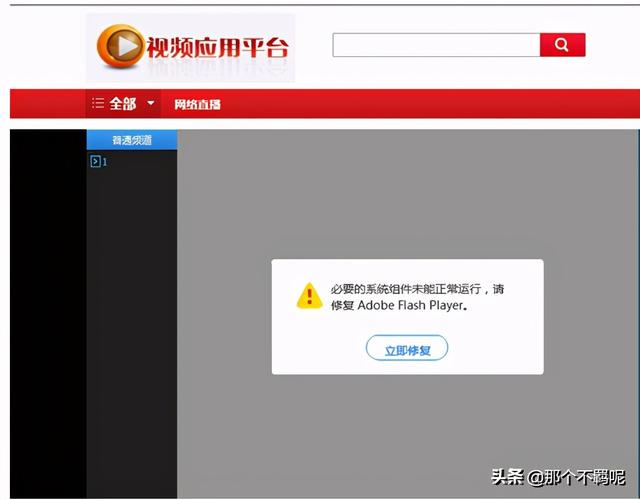 视频应用平台
全部
网络直播
普通频道
1
必要的系统组件未能正常运行，请
修复 Adobe Flash Player。
立即修复
头条 @那个不羁呢